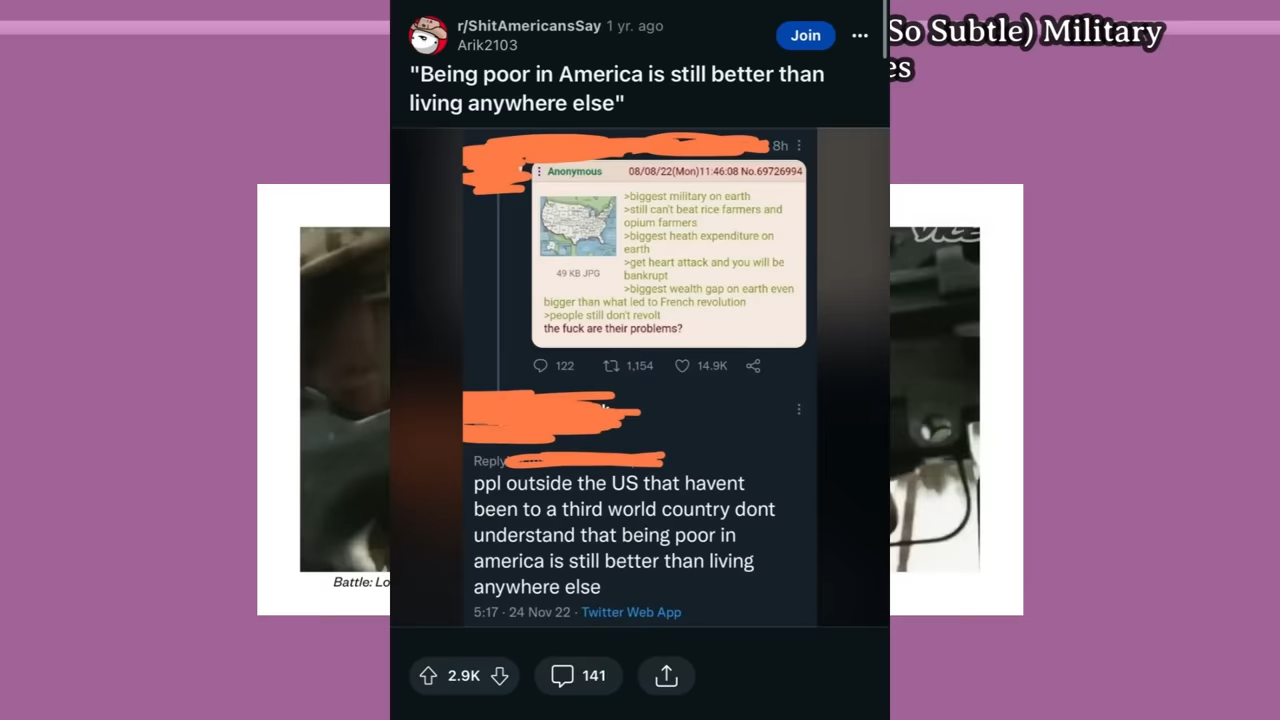 So Subtle) Military
es
r/ShitAmericansSay 1 yr. ago
Arik2103
Join
"Being poor in America is still better than
living anywhere else"
8h
Anonymous 08/08/22(Mon)11:46:08 No.69726994
>biggest military on earth
>still can't beat rice farmers and
opium farmers
>biggest heath expenditure on
earth
>get heart attack and you will be
bankrupt
>biggest wealth gap on earth even
bigger than what led to French revolution
>people still don't revolt
the fuck are their problems?
49 KB JPG
122 1,154 14.9K
Reply
ppl outside the US that havent
been to a third world country dont
understand that being poor in
america is still better than living
anywhere else
5:17 · 24 Nov 22 · Twitter Web App
2.9K 141
Battle: Lo